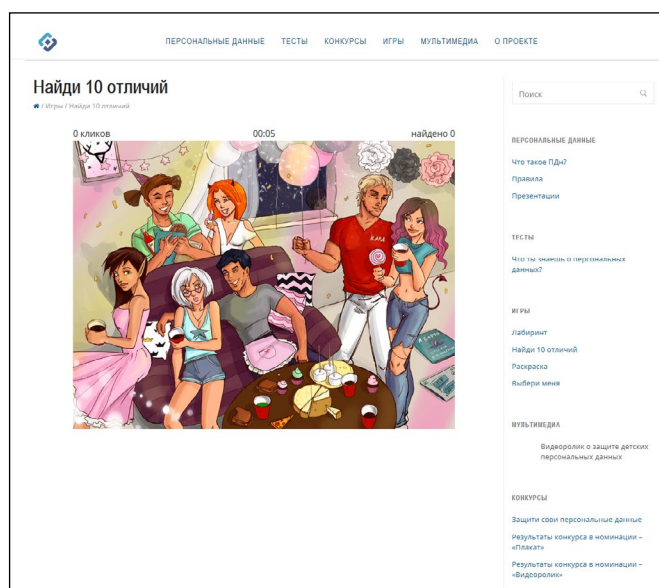 ПЕРСОНАЛЬНЫЕ ДАННЫЕ ТЕСТЫ КОНКУРСЫ ИГРЫ МУЛЬТИМЕДИА О ПРОЕКТЕ
Найди 10 отличий
/ Игры / Найди 10 отличий
0 кликов 00:05 найдено 0
КАРА
Поиск
ПЕРСОНАЛЬНЫЕ ДАННЫЕ
Что такое ПДн?
Правила
Презентации
ТЕСТЫ
Что ты знаешь о персональных
данных?
ИГРЫ
Лабиринт
Найди 10 отличий
Раскраска
Выбери меня
МУЛЬТИМЕДИА
Видеоролик о защите детских
персональных данных
КОНКУРСЫ
Защити свои персональные данные
Результаты конкурса в номинации –
«Плакат»
Результаты конкурса в номинации –
«Видеоролик»